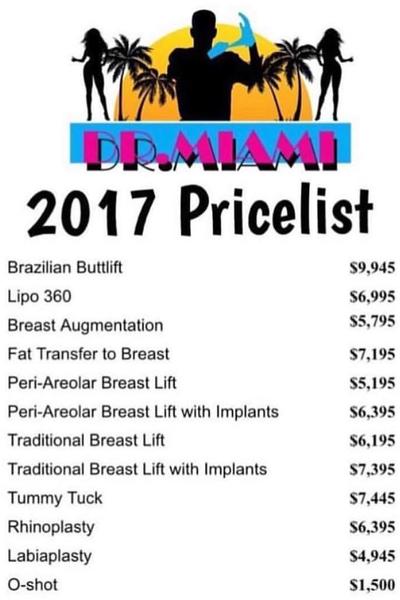 DR.MIAMI
2017 Pricelist
Brazilian Buttlift $9,945
Lipo 360 $6,995
Breast Augmentation $5,795
Fat Transfer to Breast $7,195
Peri-Areolar Breast Lift $5,195
Peri-Areolar Breast Lift with Implants $6,395
Traditional Breast Lift $6,195
Traditional Breast Lift with Implants $7,395
Tummy Tuck $7,445
Rhinoplasty $6,395
Labiaplasty $4,945
O-shot $1,500